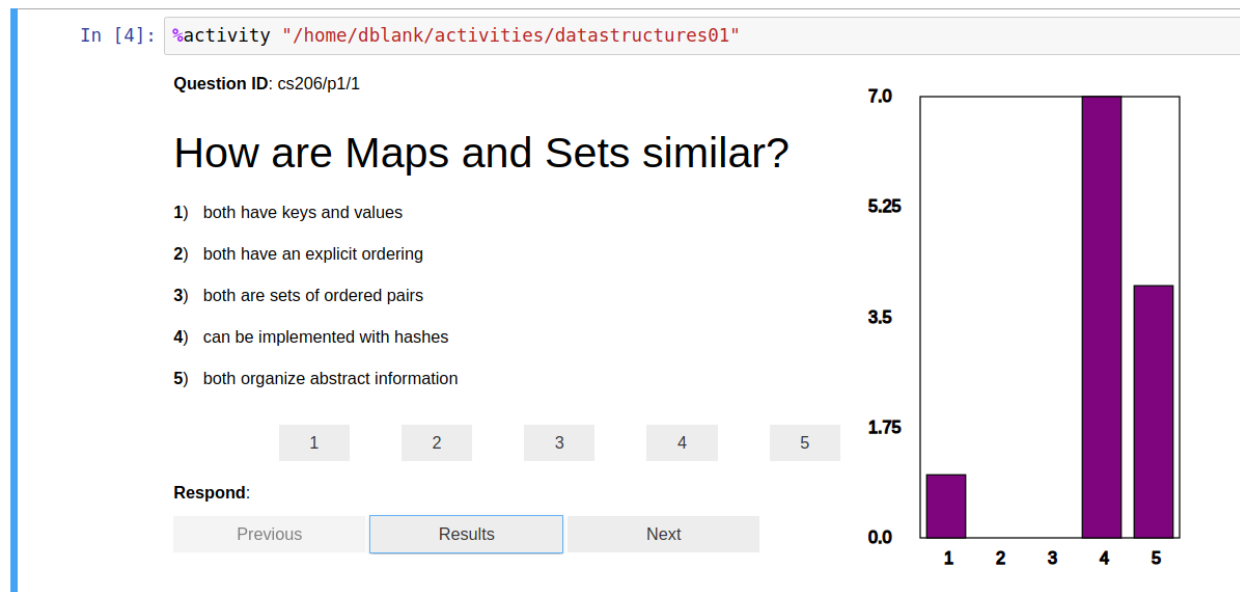 In [4]: %activity "/home/dblank/activities/datastructures01"
Question ID: cs206/p1/1
How are Maps and Sets similar?
1) both have keys and values
2) both have an explicit ordering
3) both are sets of ordered pairs
4) can be implemented with hashes
5) both organize abstract information
1 2 3 4 5
Respond:
Previous Results Next
7.0
5.25
3.5
1.75
0.0
1 2 3 4 5